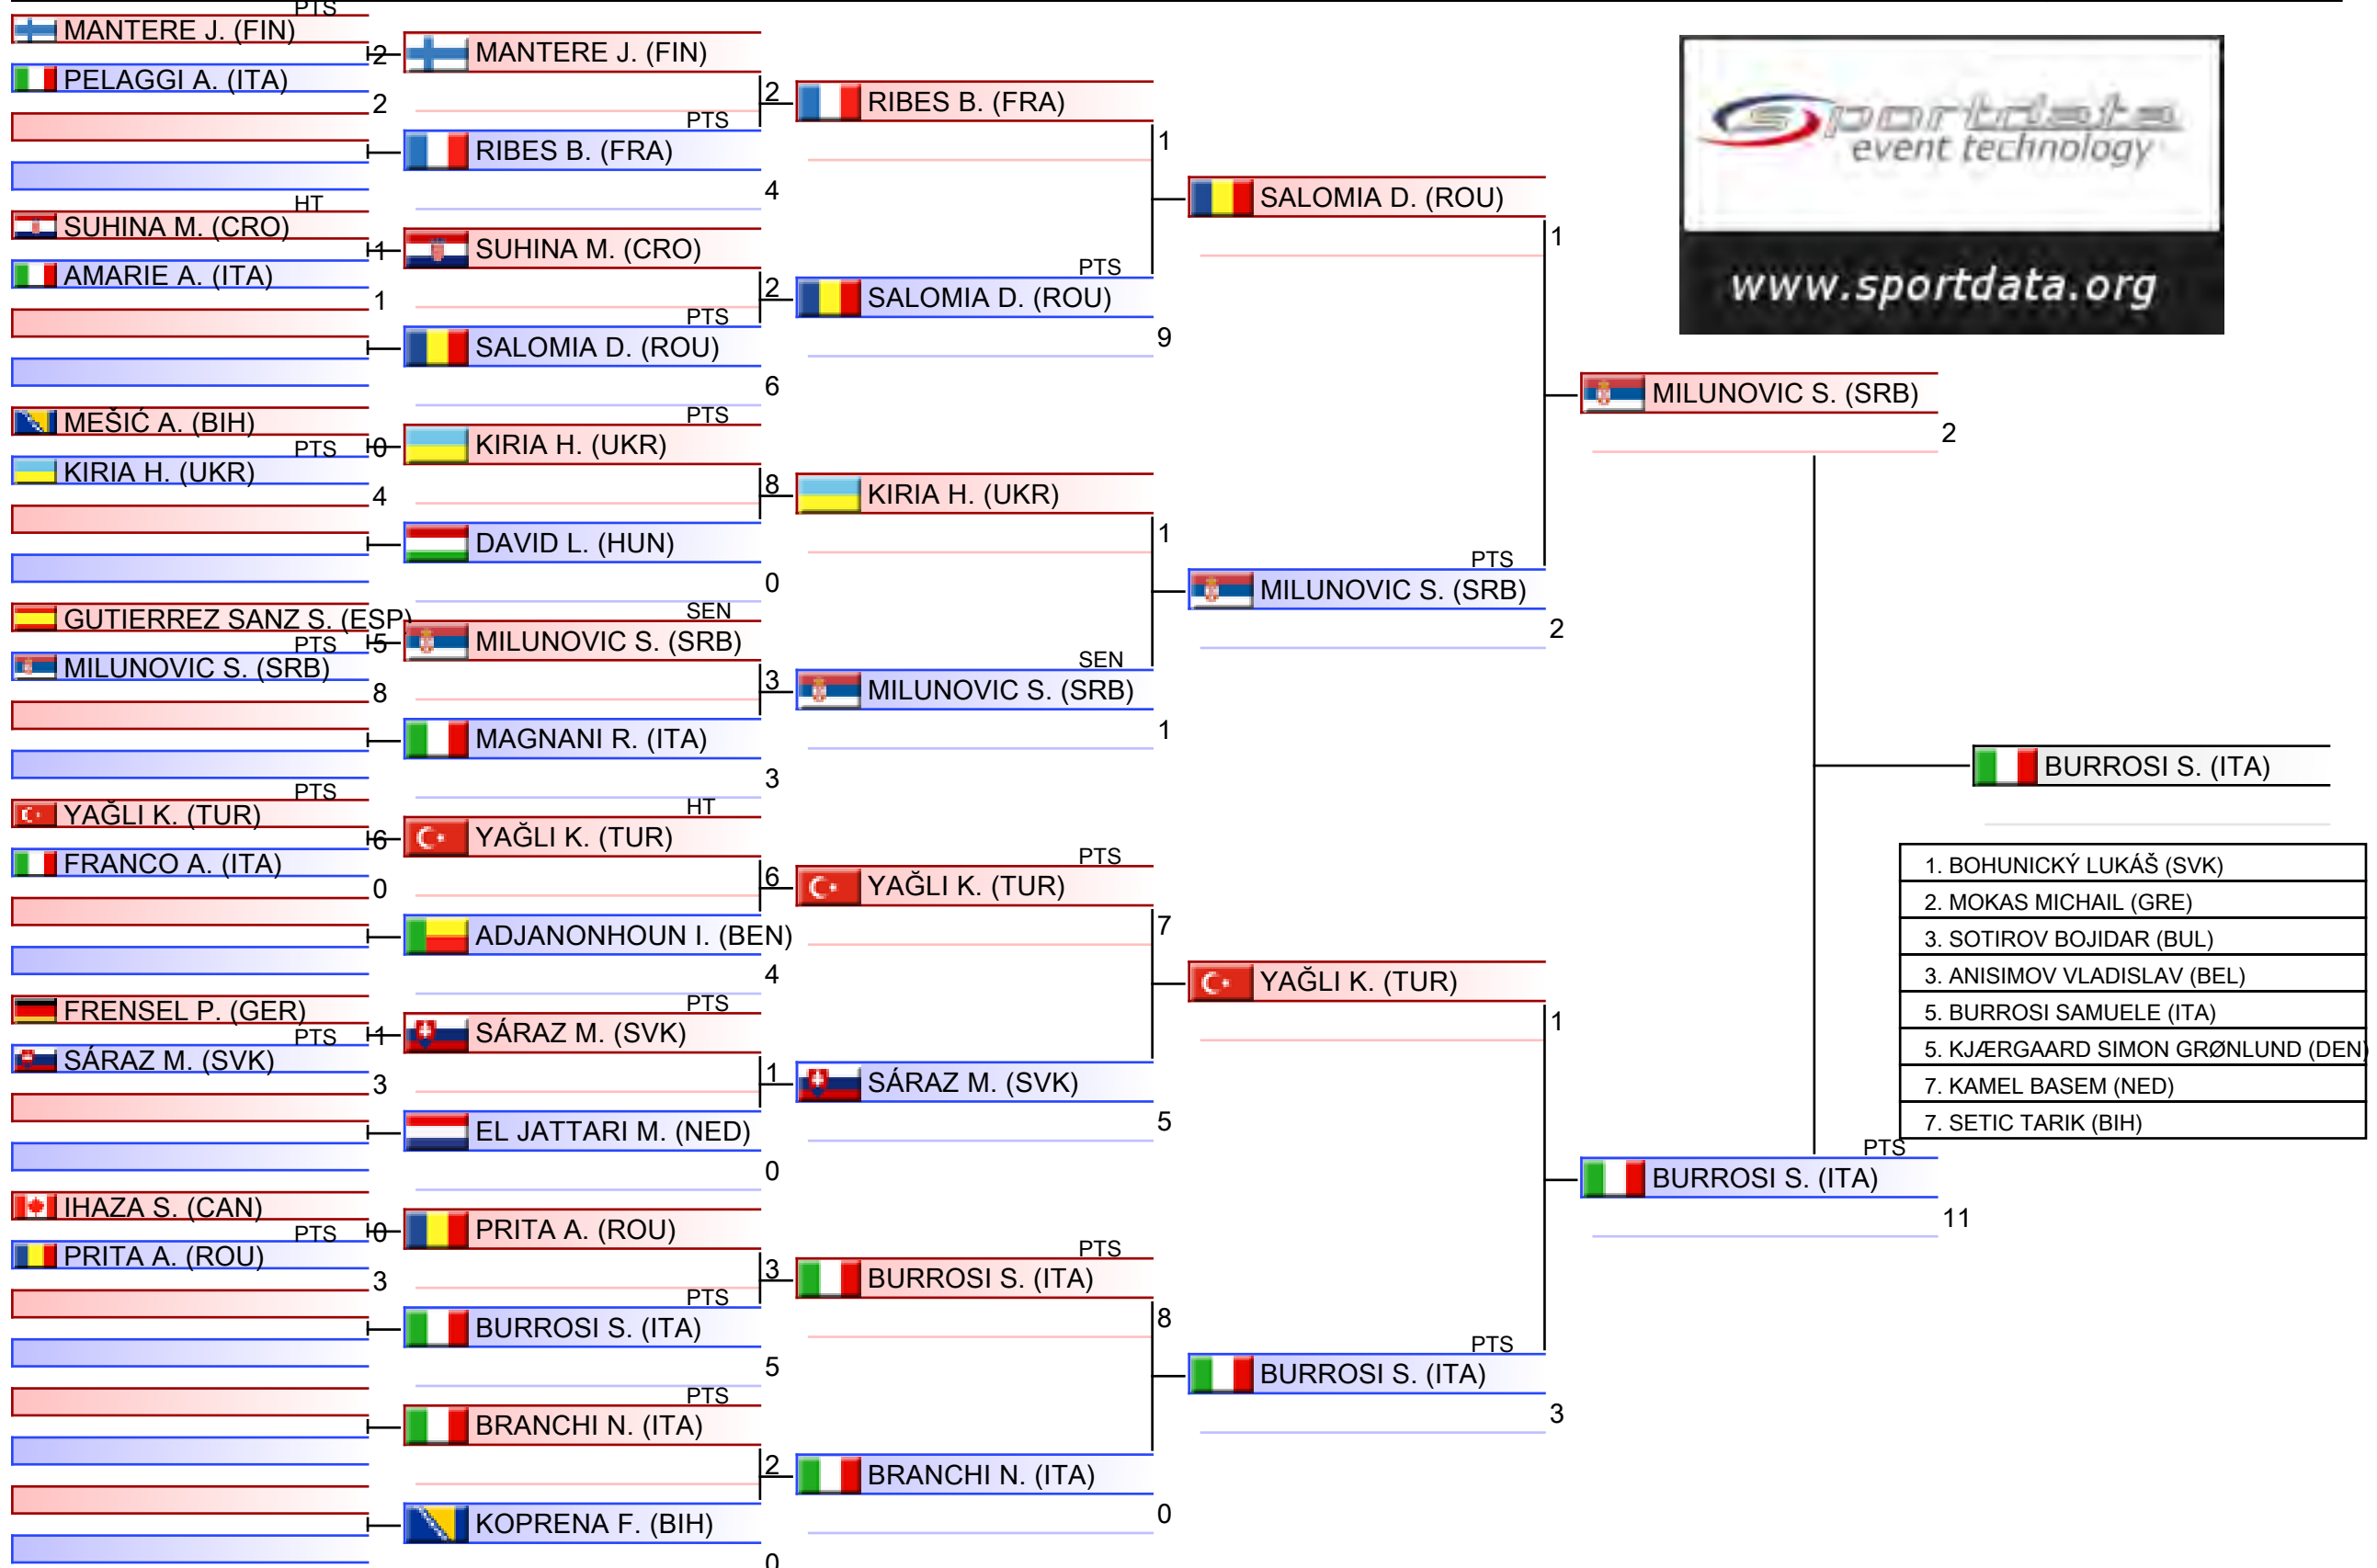 PTS
MANTERE J. (FIN)
2
PELAGGI A. (ITA)
2
HT
SUHINA M. (CRO)
1
AMARIE A. (ITA)
1
MEŠIĆ A. (BIH)
PTS
0
KIRIA H. (UKR)
4
GUTIERREZ SANZ S. (ESP)
PTS
5
MILUNOVIC S. (SRB)
8
PTS
YAĞLI K. (TUR)
6
FRANCO A. (ITA)
0
FRENSEL P. (GER)
PTS
1
SÁRAZ M. (SVK)
3
IHAZA S. (CAN)
PTS
0
PRITA A. (ROU)
3
MANTERE J. (FIN)
2
PTS
RIBES B. (FRA)
4
SUHINA M. (CRO)
2
PTS
SALOMIA D. (ROU)
6
PTS
KIRIA H. (UKR)
8
DAVID L. (HUN)
0
SEN
MILUNOVIC S. (SRB)
3
MAGNANI R. (ITA)
3
HT
YAĞLI K. (TUR)
6
ADJANONHOUN I. (BEN)
4
PTS
SÁRAZ M. (SVK)
1
EL JATTARI M. (NED)
0
PRITA A. (ROU)
3
PTS
BURROSI S. (ITA)
5
PTS
BRANCHI N. (ITA)
2
KOPRENA F. (BIH)
0
RIBES B. (FRA)
1
PTS
SALOMIA D. (ROU)
9
KIRIA H. (UKR)
1
SEN
MILUNOVIC S. (SRB)
1
PTS
YAĞLI K. (TUR)
7
SÁRAZ M. (SVK)
5
PTS
BURROSI S. (ITA)
8
BRANCHI N. (ITA)
0
SALOMIA D. (ROU)
1
PTS
MILUNOVIC S. (SRB)
2
YAĞLI K. (TUR)
1
PTS
BURROSI S. (ITA)
3
MILUNOVIC S. (SRB)
2
PTS
BURROSI S. (ITA)
11
BURROSI S. (ITA)
sportdata
event technology
www.sportdata.org
1. BOHUNICKÝ LUKÁŠ (SVK)
2. MOKAS MICHAIL (GRE)
3. SOTIROV BOJIDAR (BUL)
3. ANISIMOV VLADISLAV (BEL)
5. BURROSI SAMUELE (ITA)
5. KJÆRGAARD SIMON GRØNLUND (DEN)
7. KAMEL BASEM (NED)
7. SETIC TARIK (BIH)